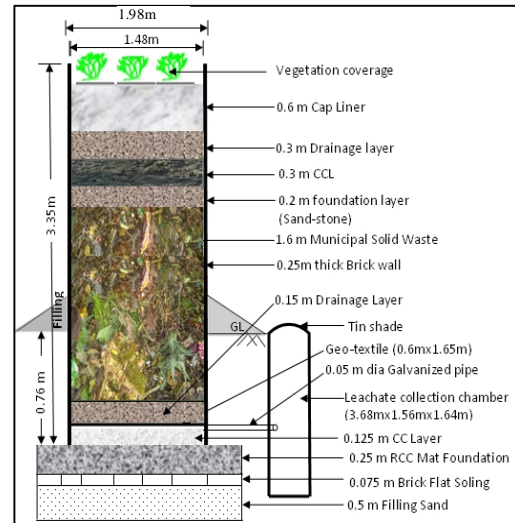 1.98m
1.48m
Vegetation coverage
0.6 m Cap Liner
0.3 m Drainage layer
0.3 m CCL
0.2 m foundation layer
(Sand-stone)
1.6 m Municipal Solid Waste
0.25m thick Brick wall
0.15 m Drainage Layer
3.35m
Filling
GL
Tin shade
Geo-textile (0.6mx1.65m)
0.05 m dia Galvanized pipe
0.76 m
Leachate collection chamber
(3.68mx1.56mx1.64m)
0.125 m CC Layer
0.25 m RCC Mat Foundation
0.075 m Brick Flat Soling
0.5 m Filling Sand